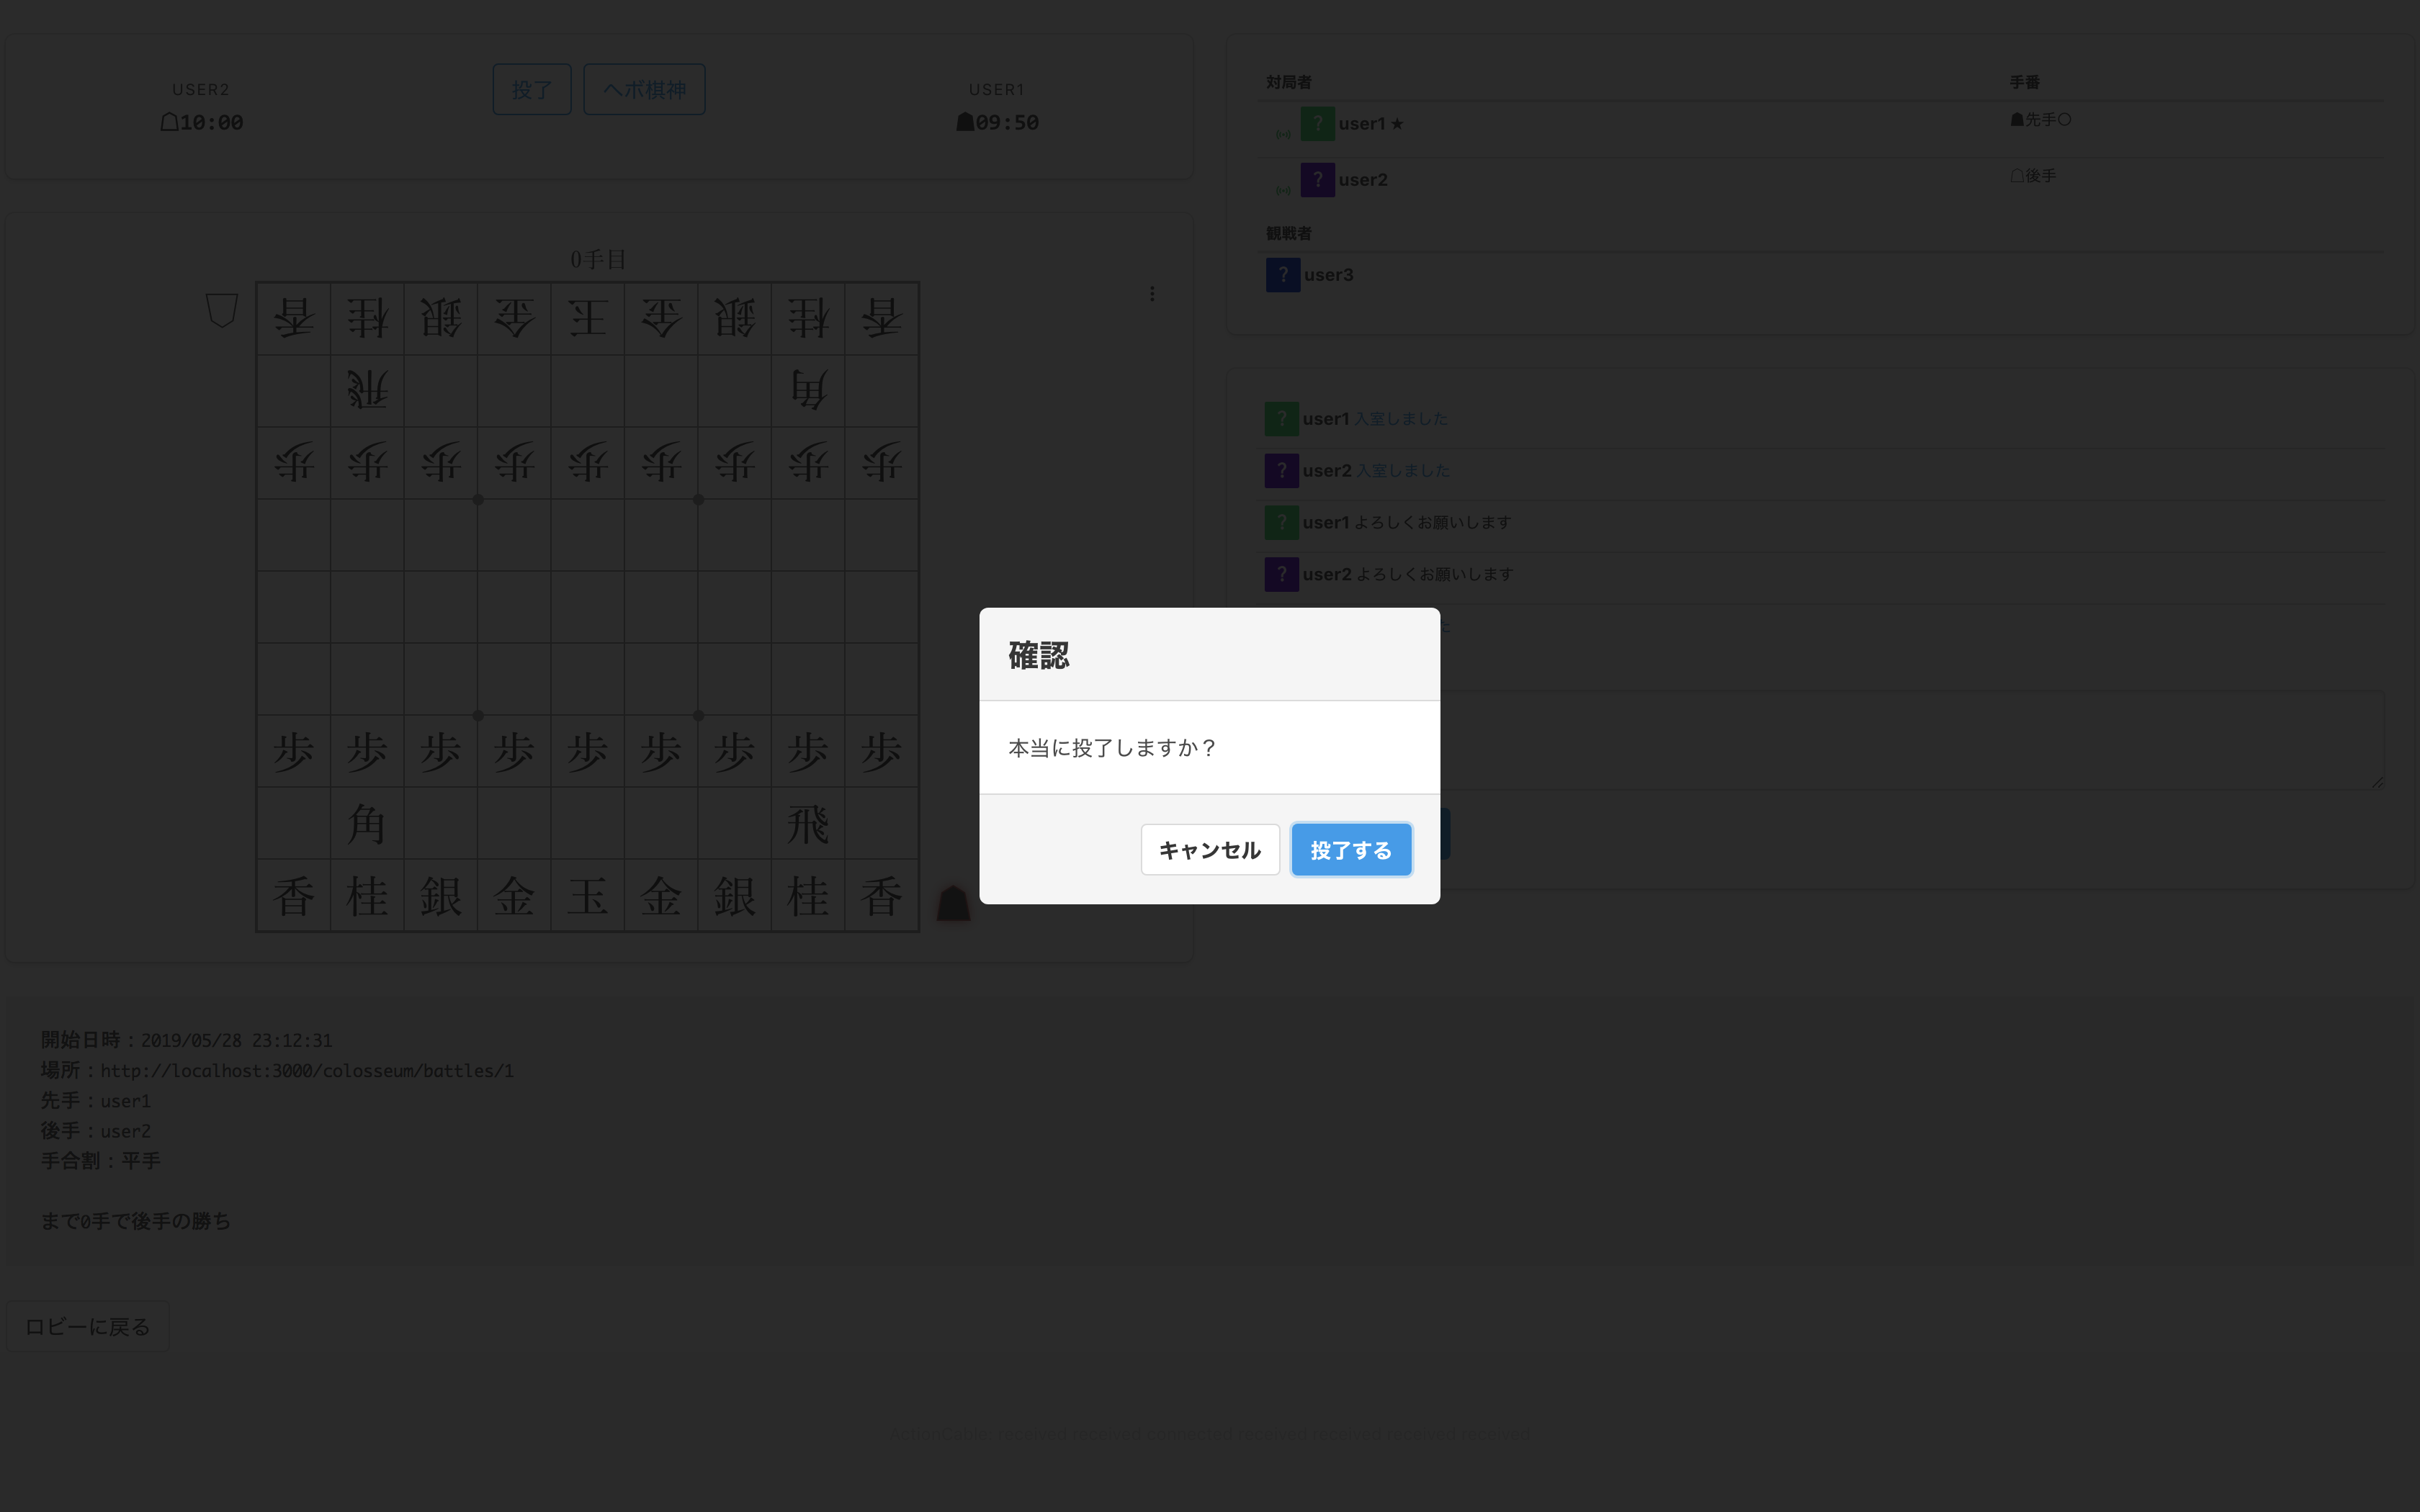 USER2
10:00
投了
ヘボ棋神
USER1
09:50
0手目
香桂銀金玉金銀桂香
飛 角
歩歩歩歩歩歩歩歩歩
歩歩歩歩歩歩歩歩歩
角 飛
香桂銀金玉金銀桂香
対局者 手番
? user1 ★ ☗先手○
? user2 ☖後手
観戦者
? user3
? user1 入室しました
? user2 入室しました
? user1 よろしくお願いします
? user2 よろしくお願いします
た
確認
本当に投了しますか？
キャンセル
投了する
開始日時：2019/05/28 23:12:31
場所：http://localhost:3000/colosseum/battles/1
先手：user1
後手：user2
手合割：平手
まで0手で後手の勝ち
ロビーに戻る